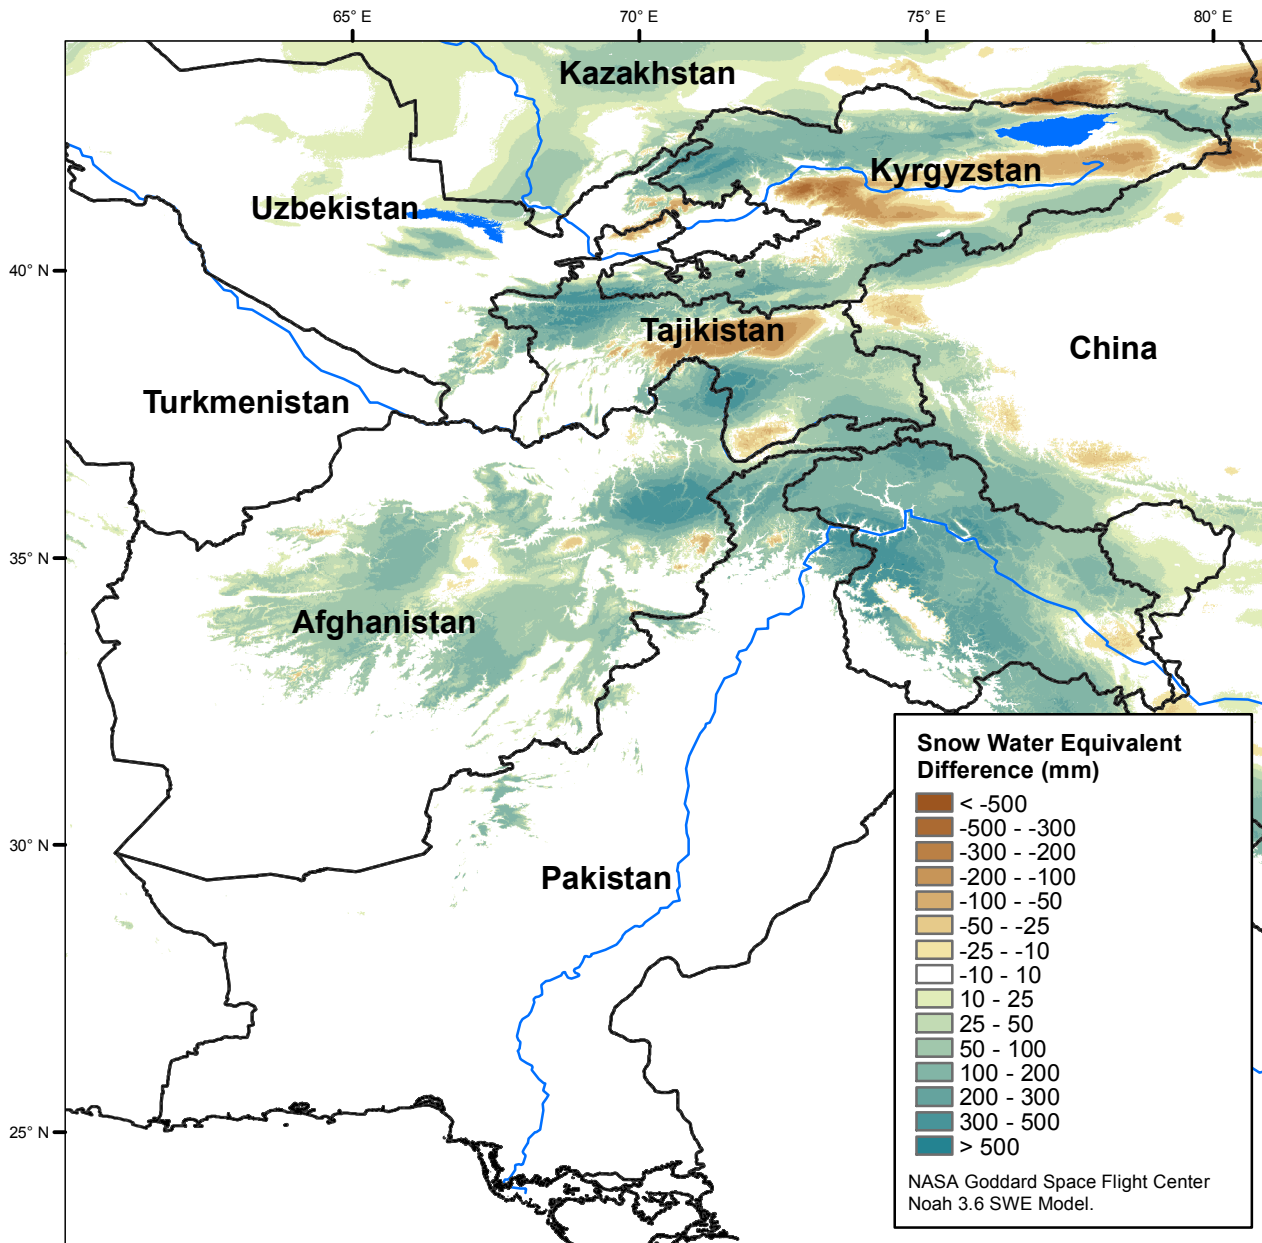 65° E
70° E
75° E
80° E
Kazakhstan
Kyrgyzstan
Uzbekistan
40° N
Tajikistan
China
Turkmenistan
35° N
Afghanistan
Snow Water Equivalent
Difference (mm)
< -500
-500 - -300
-300 - -200
-200 - -100
-100 - -50
-50 - -25
-25 - -10
-10 - 10
10 - 25
25 - 50
50 - 100
100 - 200
200 - 300
300 - 500
> 500
30° N
Pakistan
25° N
NASA Goddard Space Flight Center
Noah 3.6 SWE Model.